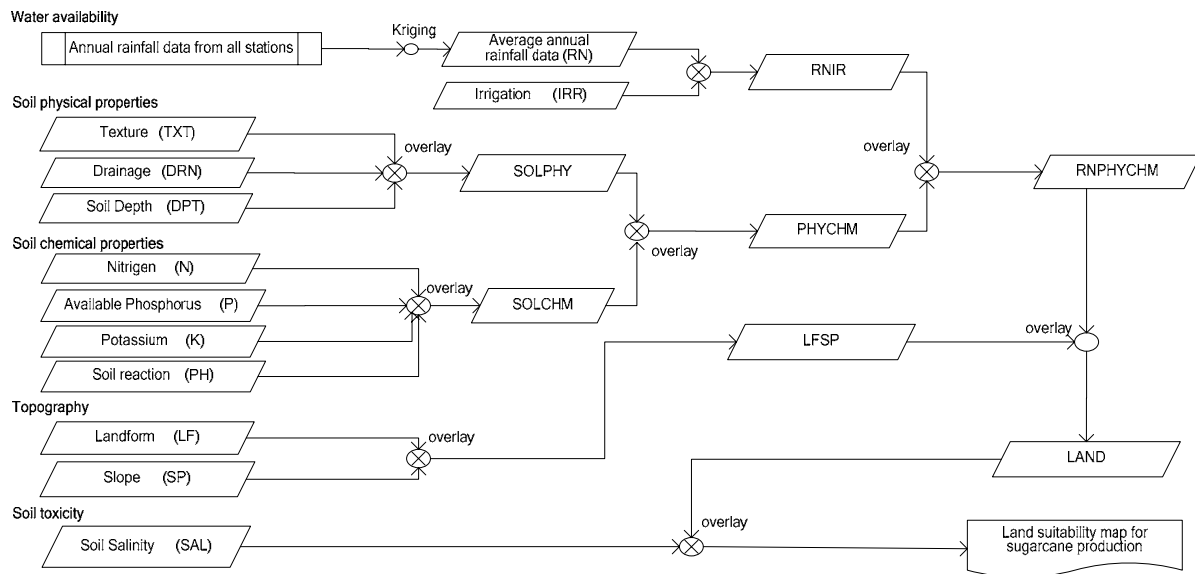 Water availability
Annual rainfall data from all stations
Kriging
Average annual
rainfall data (RN)
Irrigation (IRR)
RNIR
Soil physical properties
Texture (TXT)
Drainage (DRN)
Soil Depth (DPT)
overlay
SOLPHY
overlay
RNPHYCHM
PHYCHM
overlay
Soil chemical properties
Nitrigen (N)
Available Phosphorus (P)
Potassium (K)
Soil reaction (PH)
overlay
SOLCHM
LFSP
overlay
Topography
Landform (LF)
Slope (SP)
overlay
LAND
Soil toxicity
Soil Salinity (SAL)
overlay
Land suitability map for
sugarcane production